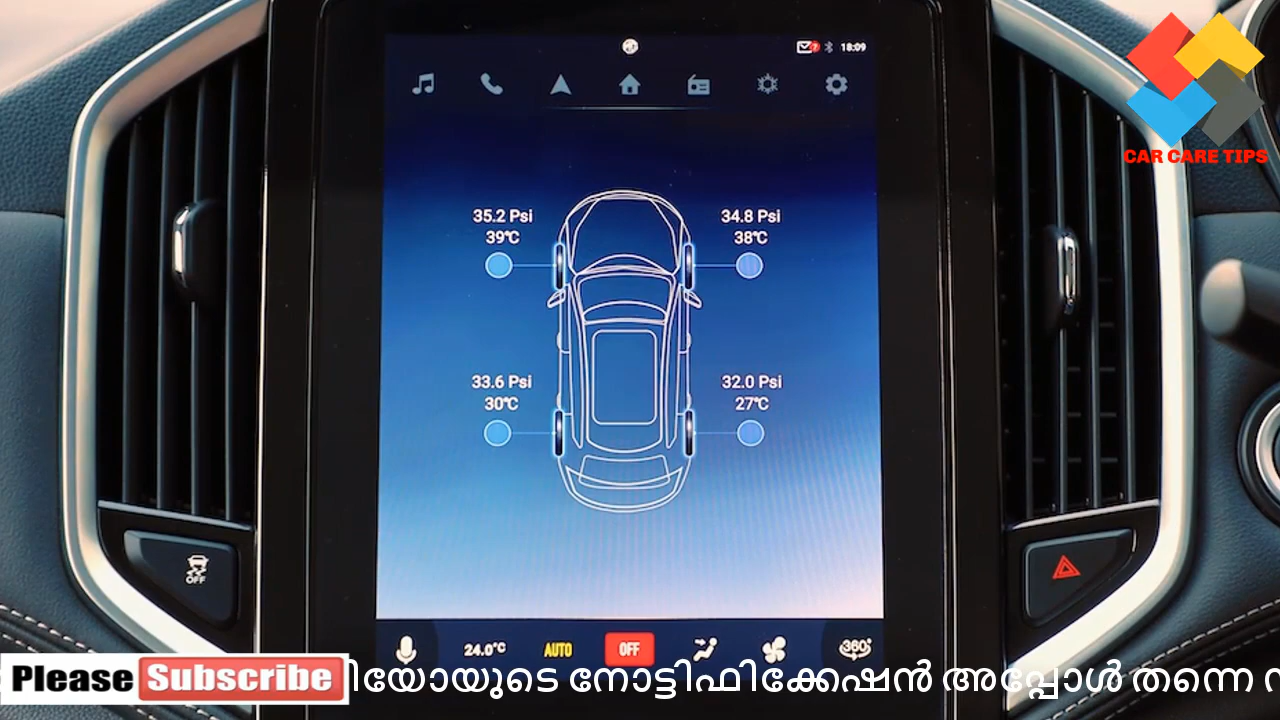 18:09
CAR CARE TIPS
35.2 Psi
39℃
34.8 Psi
38℃
33.6 Psi
30℃
32.0 Psi
27℃
OFF
24.0°C
AUTO
OFF
360°
Please Subscribe
യോയുടെ നോട്ടിഫിക്കേഷൻ അപ്പോൾ തന്നെ